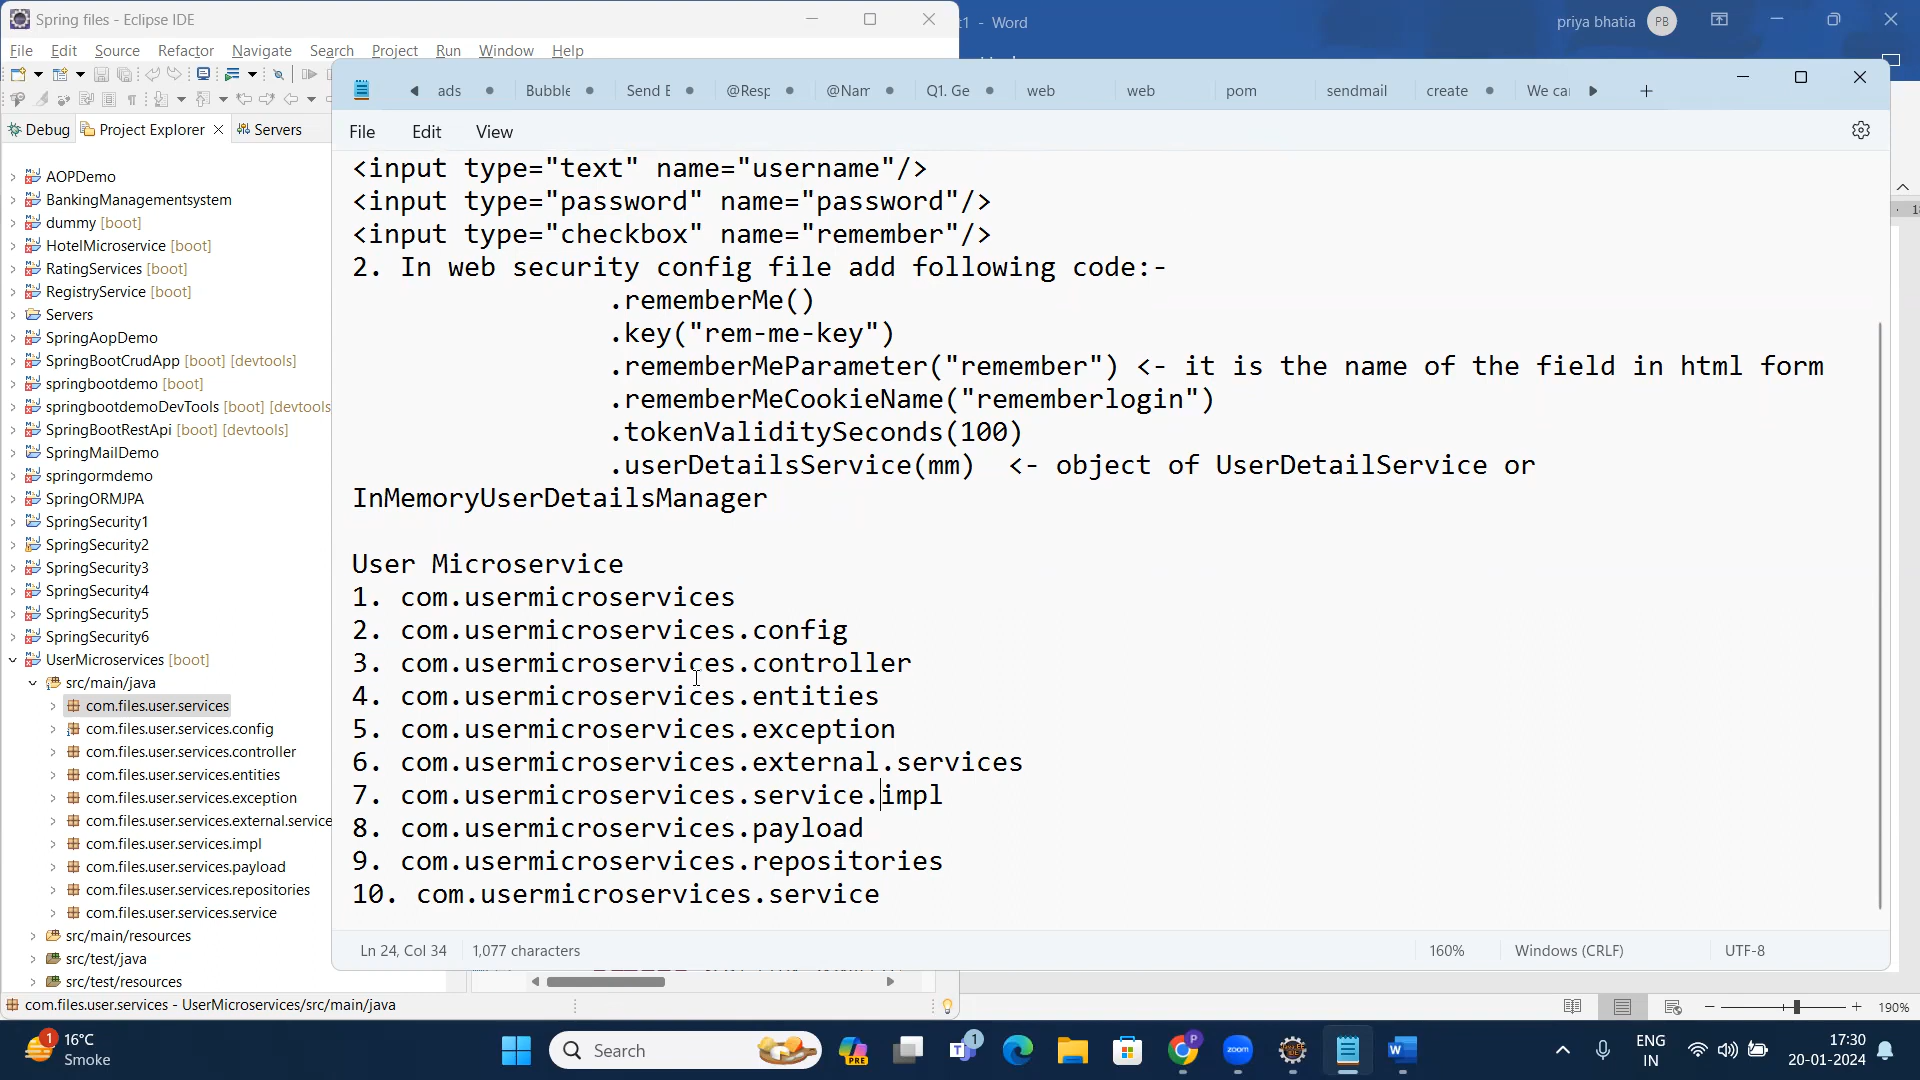 Spring files - Eclipse IDE
File Edit Source Refactor Navigate Search Project Run Window Help
Debug Project Explorer Servers
AOPDemo
BankingManagementsystem
dummy [boot]
HotelMicroservice [boot]
RatingServices [boot]
RegistryService [boot]
Servers
SpringAopDemo
SpringBootCrudApp [boot] [devtools]
springbootdemo [boot]
springbootdemoDevTools [boot] [devtools
SpringBootRestApi [boot] [devtools]
SpringMailDemo
springormdemo
SpringORMJPA
SpringSecurity1
SpringSecurity2
SpringSecurity3
SpringSecurity4
SpringSecurity5
SpringSecurity6
UserMicroservices [boot]
src/main/java
com.files.user.services
com.files.user.services.config
com.files.user.services.controller
com.files.user.services.entities
com.files.user.services.exception
com.files.user.services.external.service
com.files.user.services.impl
com.files.user.services.payload
com.files.user.services.repositories
com.files.user.services.service
src/main/resources
src/test/java
src/test/resources
com.files.user.services - UserMicroservices/src/main/java
t1 - Word
priya bhatia PB
ads Bubble Send E @Resp @Nam Q1. Ge web web pom sendmail create We ca
File Edit View
<input type="text" name="username"/>
<input type="password" name="password"/>
<input type="checkbox" name="remember"/>
2. In web security config file add following code:-
.rememberMe()
.key("rem-me-key")
.rememberMeParameter("remember") <- it is the name of the field in html form
.rememberMeCookieName("rememberlogin")
.tokenValiditySeconds(100)
.userDetailsService(mm) <- object of UserDetailService or
InMemoryUserDetailsManager
User Microservice
1. com.usermicroservices
2. com.usermicroservices.config
3. com.usermicroservices.controller
4. com.usermicroservices.entities
5. com.usermicroservices.exception
6. com.usermicroservices.external.services
7. com.usermicroservices.service.impl
8. com.usermicroservices.payload
9. com.usermicroservices.repositories
10. com.usermicroservices.service
Ln 24, Col 34 1,077 characters 160% Windows (CRLF) UTF-8
190%
1 16°C
Smoke
Search
PRE
1
P
zoom
ENG
IN
17:30
20-01-2024